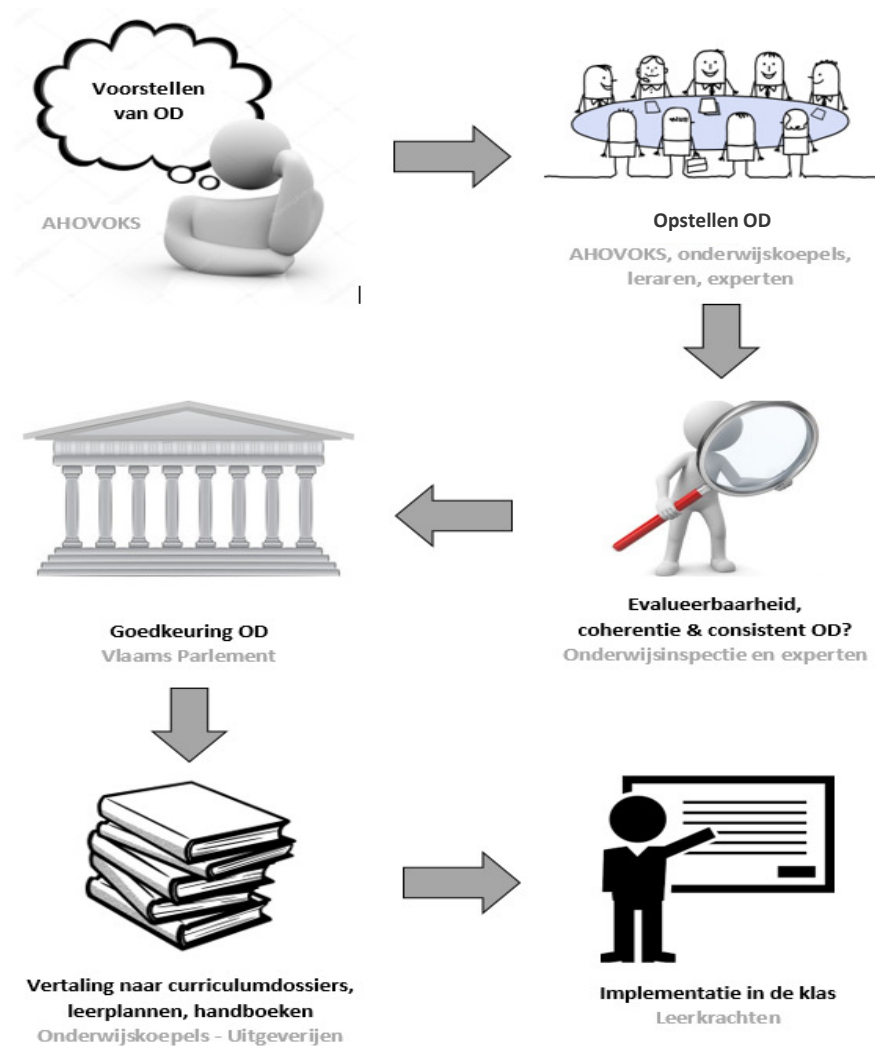 Voorstellen
van OD
AHOVOKS
Opstellen OD
AHOVOKS, onderwijskoepels,
leraren, experten
Evalueerbaarheid,
coherentie & consistent OD?
Onderwijsinspectie en experten
Goedkeuring OD
Vlaams Parlement
Vertaling naar curriculumdossiers,
leerplannen, handboeken
Onderwijskoepels - Uitgeverijen
Implementatie in de klas
Leerkrachten